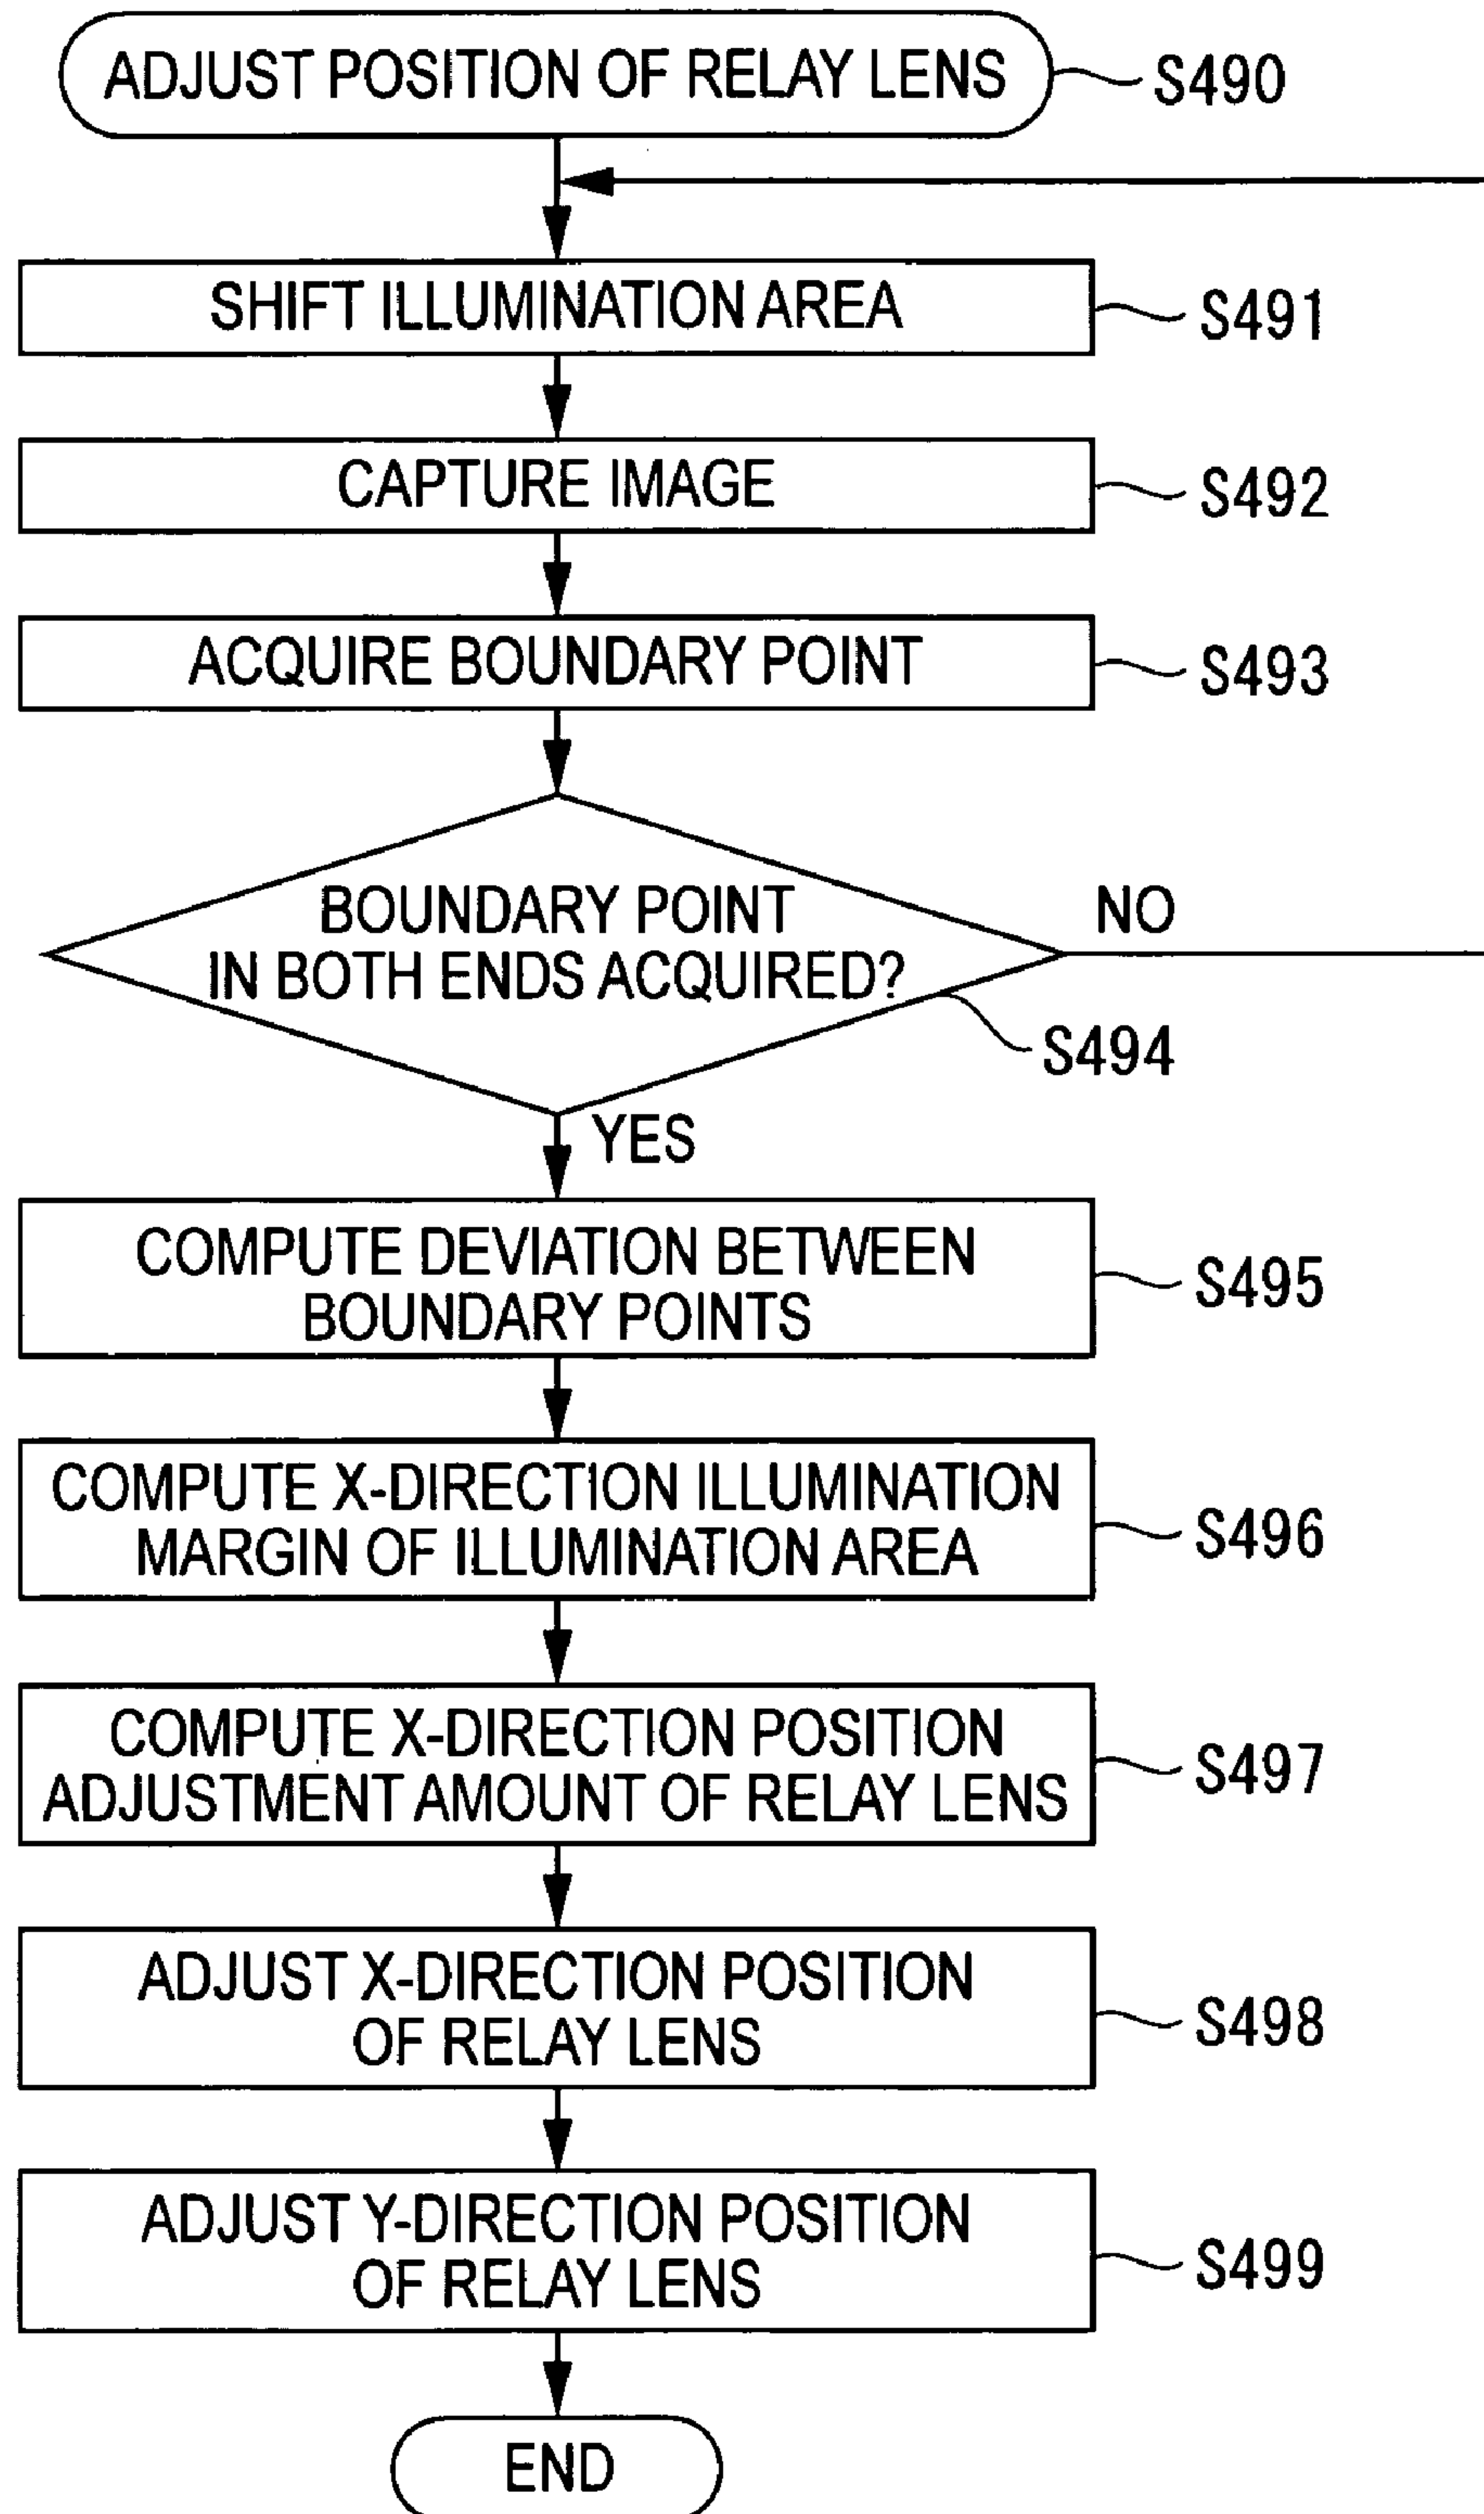 ADJUST POSITION OF RELAY LENS
S490
SHIFT ILLUMINATION AREA
S491
CAPTURE IMAGE
S492
ACQUIRE BOUNDARY POINT
S493
BOUNDARY POINT
IN BOTH ENDS ACQUIRED?
NO
S494
YES
COMPUTE DEVIATION BETWEEN
BOUNDARY POINTS
S495
COMPUTE X-DIRECTION ILLUMINATION
MARGIN OF ILLUMINATION AREA
S496
COMPUTE X-DIRECTION POSITION
ADJUSTMENT AMOUNT OF RELAY LENS
S497
ADJUST X-DIRECTION POSITION
OF RELAY LENS
S498
ADJUST Y-DIRECTION POSITION
OF RELAY LENS
S499
END